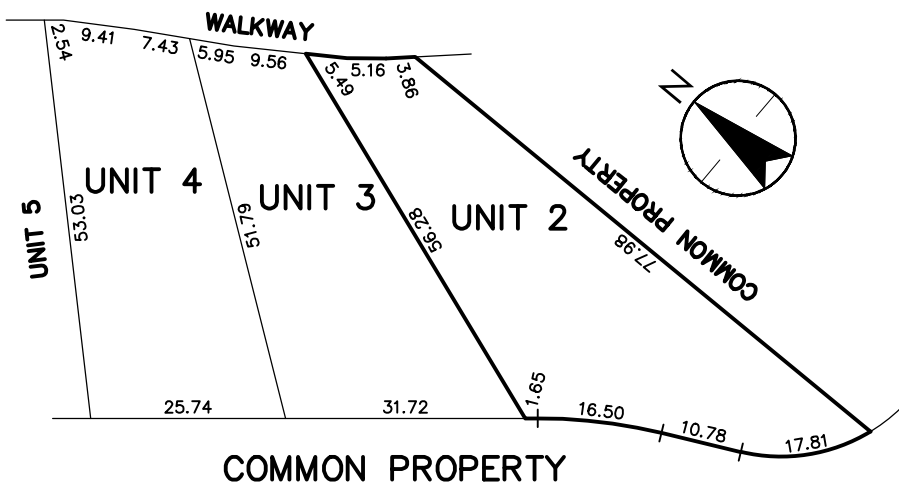 WALKWAY
2.54
9.41
7.43
5.95
9.56
5.49
5.16
3.86
N
UNIT 5
53.03
UNIT 4
51.79
UNIT 3
56.28
UNIT 2
77.98
COMMON PROPERTY
25.74
31.72
1.65
16.50
10.78
17.81
COMMON PROPERTY